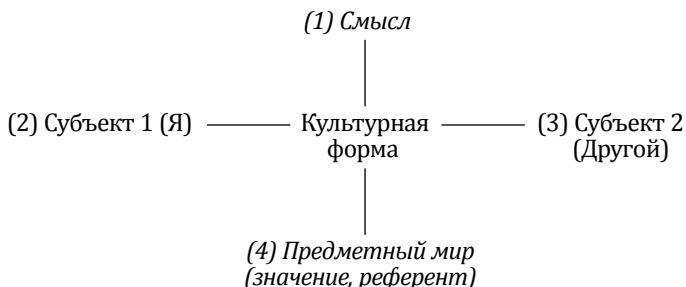 (1) Смысл
(2) Субъект 1 (Я)
Культурная
форма
(3) Субъект 2
(Другой)
(4) Предметный мир
(значение, референт)